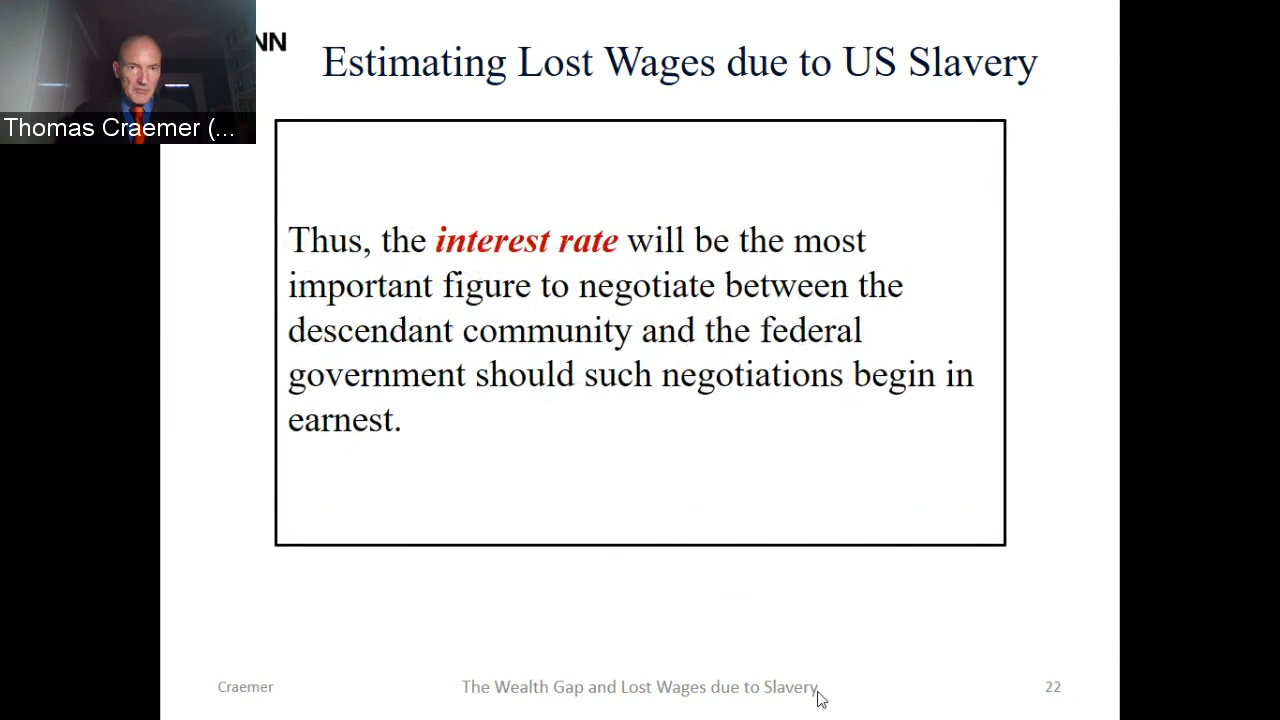 NN
Estimating Lost Wages due to US Slavery
Thomas Craemer (...
Thus, the interest rate will be the most
important figure to negotiate between the
descendant community and the federal
government should such negotiations begin in
earnest.
Craemer
The Wealth Gap and Lost Wages due to Slavery
22